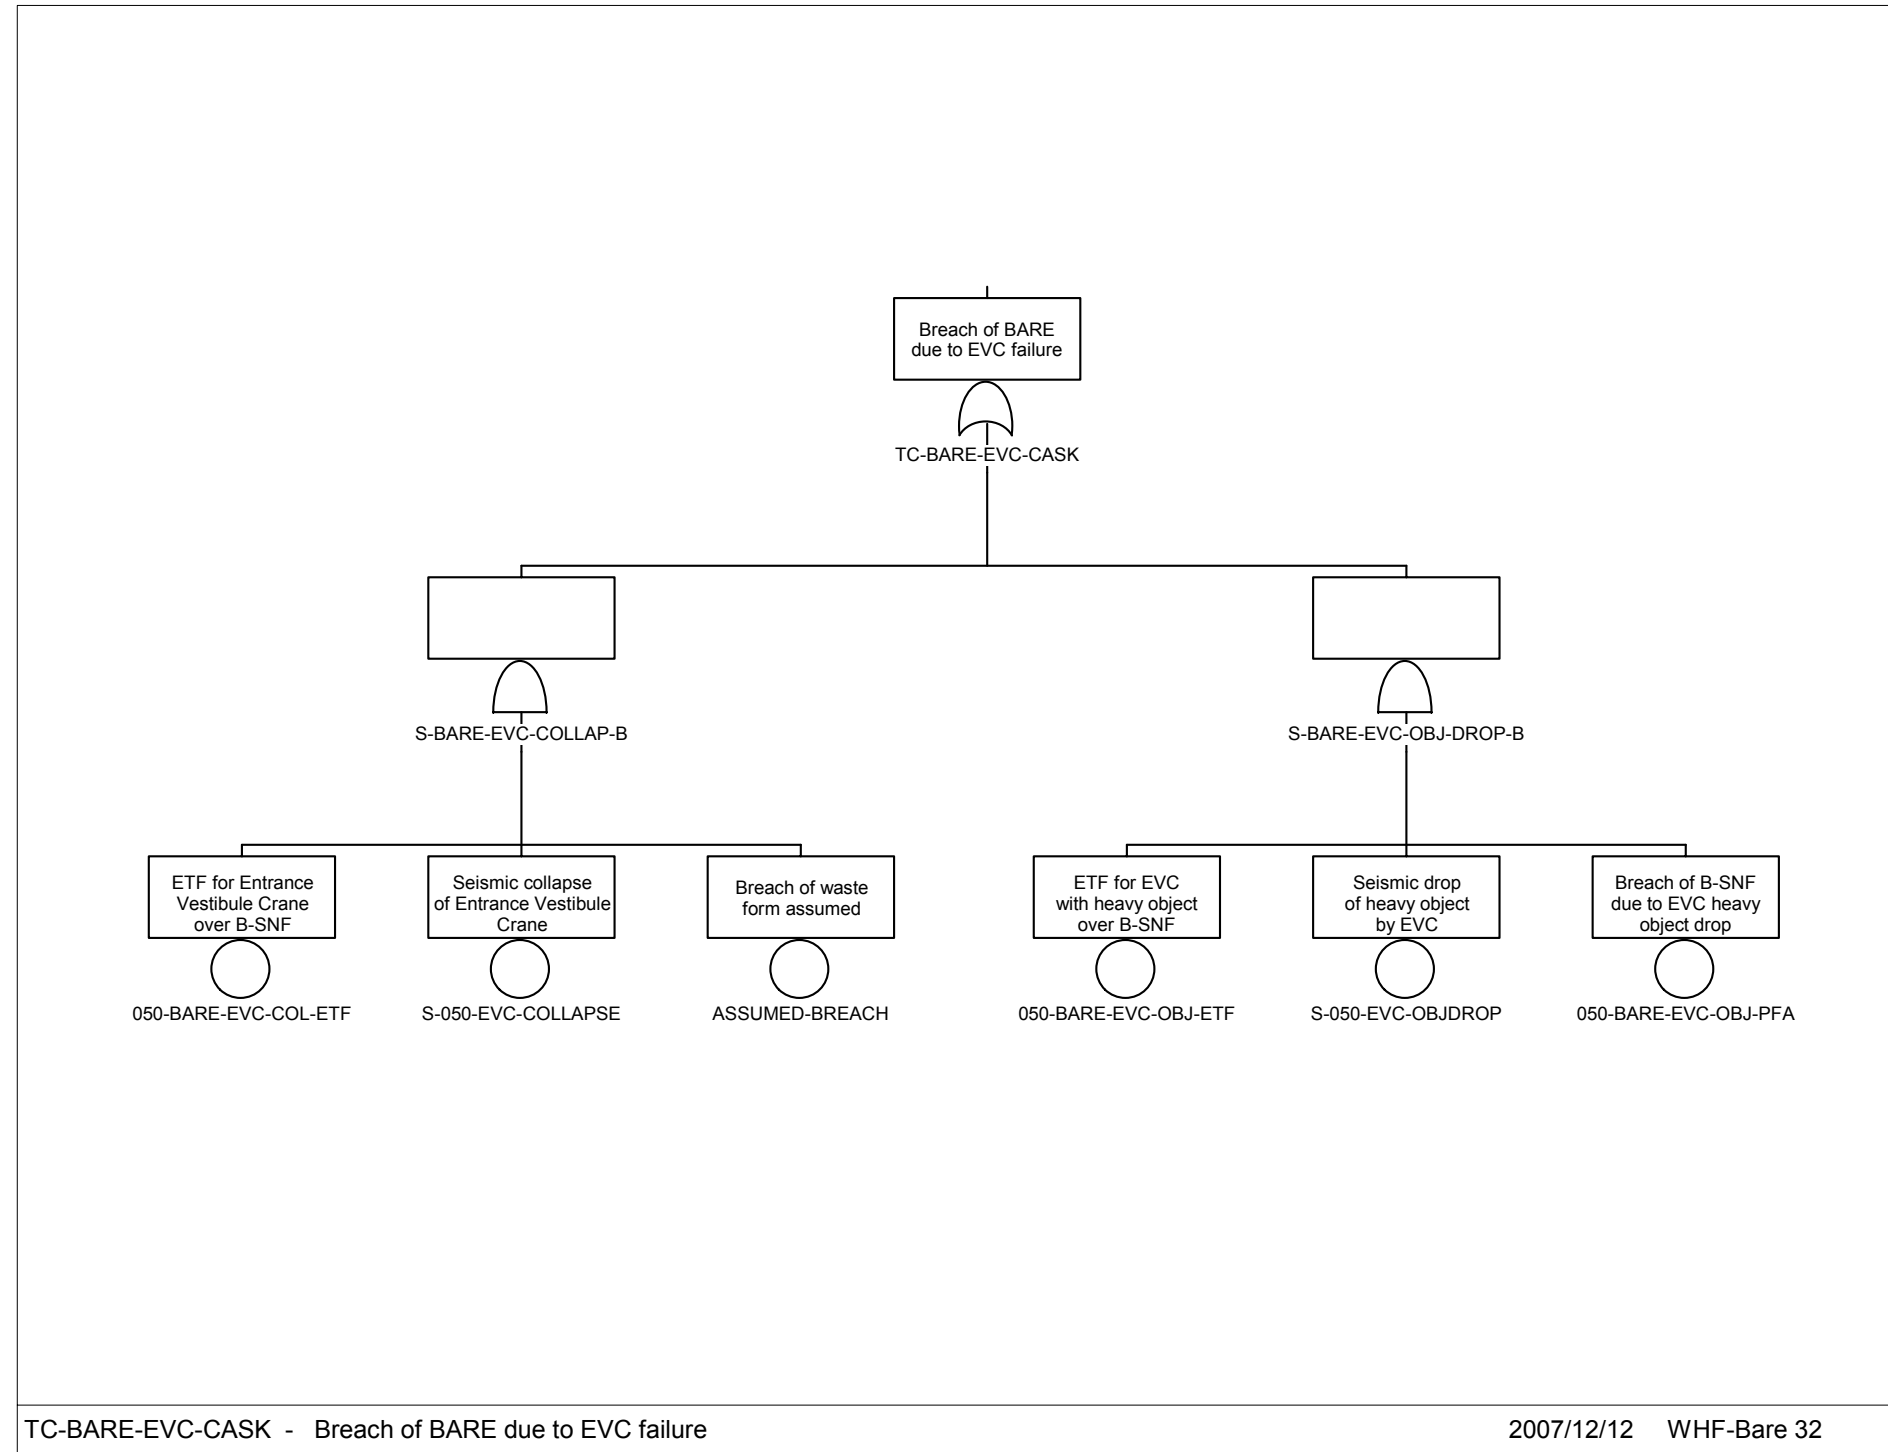 Breach of BARE
due to EVC failure
TC-BARE-EVC-CASK
S-BARE-EVC-COLLAP-B
S-BARE-EVC-OBJ-DROP-B
ETF for Entrance
Vestibule Crane
over B-SNF
050-BARE-EVC-COL-ETF
Seismic collapse
of Entrance Vestibule
Crane
S-050-EVC-COLLAPSE
Breach of waste
form assumed
ASSUMED-BREACH
ETF for EVC
with heavy object
over B-SNF
050-BARE-EVC-OBJ-ETF
Seismic drop
of heavy object
by EVC
S-050-EVC-OBJDROP
Breach of B-SNF
due to EVC heavy
object drop
050-BARE-EVC-OBJ-PFA
TC-BARE-EVC-CASK - Breach of BARE due to EVC failure
2007/12/12 WHF-Bare 32